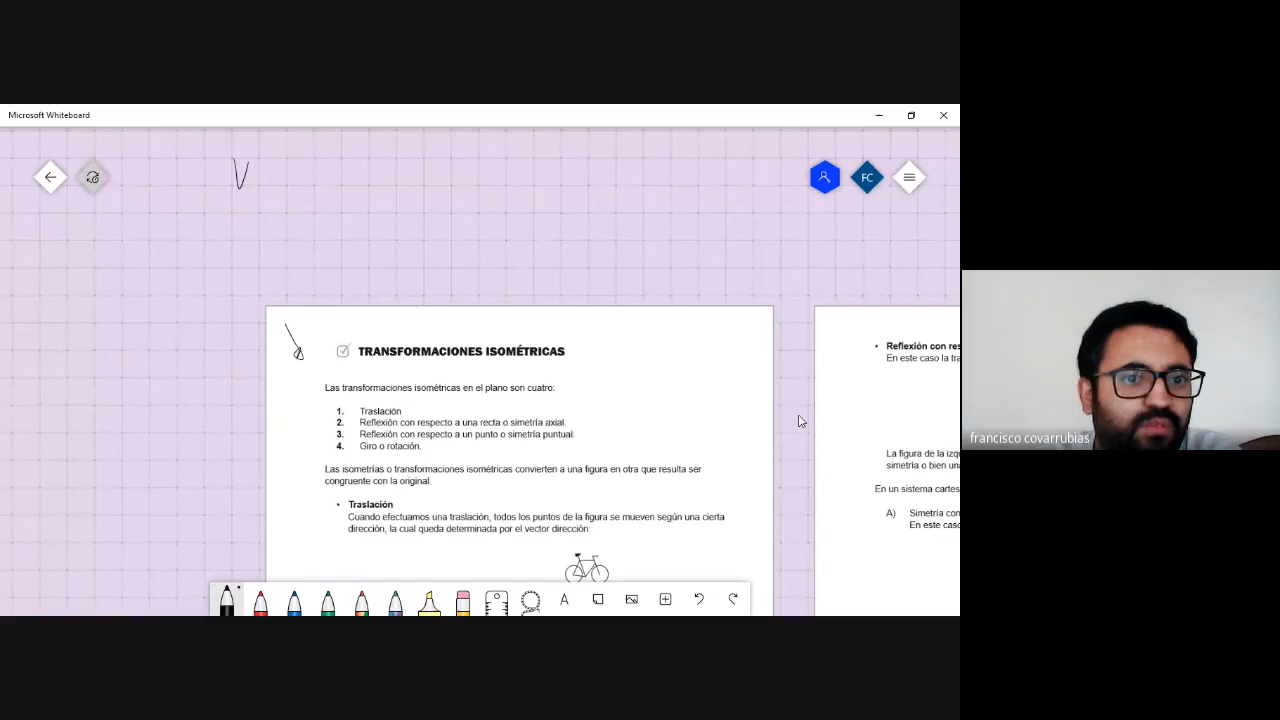 Microsoft Whiteboard
V
FC
TRANSFORMACIONES ISOMÉTRICAS
Las transformaciones isométricas en el plano son cuatro:
1. Traslación
2. Reflexión con respecto a una recta o simetría axial.
3. Reflexión con respecto a un punto o simetría puntual.
4. Giro o rotación.
Las isometrías o transformaciones isométricas convierten a una figura en otra que resulta ser
congruente con la original.
• Traslación
Cuando efectuamos una traslación, todos los puntos de la figura se mueven según una cierta
dirección, la cual queda determinada por el vector dirección:
• Reflexión con res
En este caso la tra
La figura de la izq
simetría o bien una
En un sistema cartes
A) Simetría con
En este caso
A
francisco covarrubias